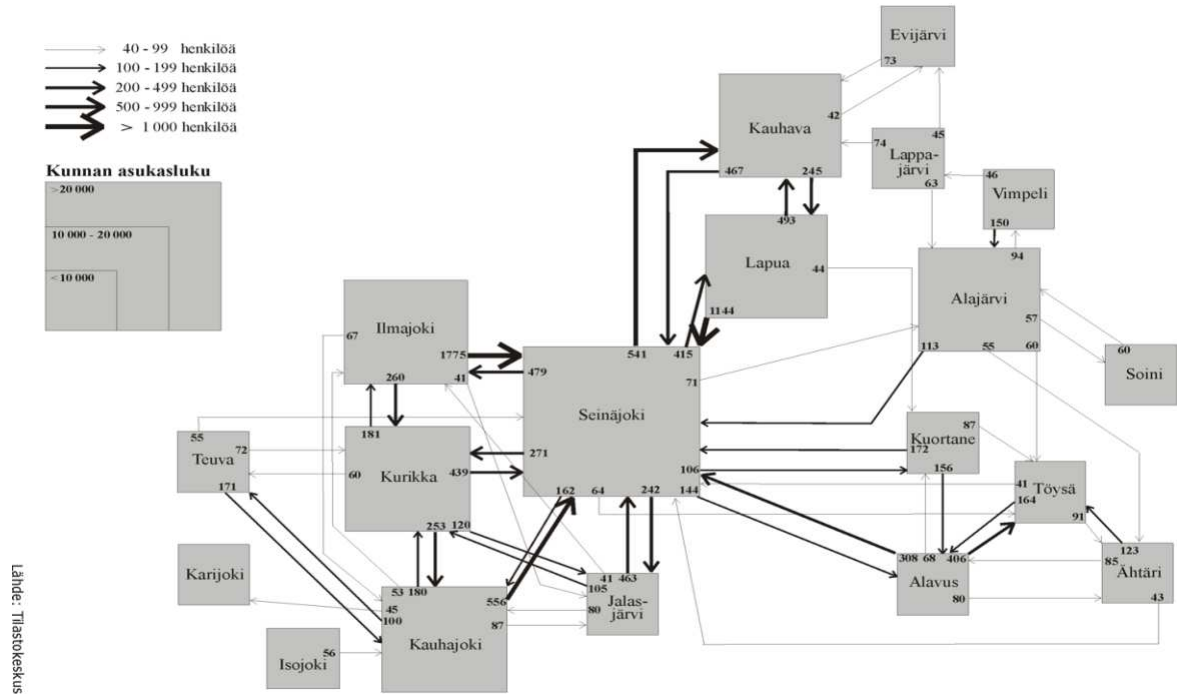 40 - 99 henkilöä
100 - 199 henkilöä
200 - 499 henkilöä
500 - 999 henkilöä
> 1 000 henkilöä
Kunnan asukasluku
>20 000
10 000 - 20 000
<10 000
Evijärvi
73
Kauhava
42
467
245
74
45
Lappa-
järvi
63
46
Vimpeli
150
493
Lapua
44
1144
94
Alajärvi
57
113
55
60
60
Soini
Ilmajoki
67
1775
260
41
541
415
479
71
Seinäjoki
271
106
162
64
242
144
181
Kurikka
60
439
253
120
55
Teuva
72
171
87
Kuortane
172
156
41
Töysä
164
91
308
68
406
Alavus
80
123
85
Ähtäri
43
Karijoki
53
180
45
100
556
Kauhajoki
87
41
463
105
80
Jalas-
järvi
56
Isojoki
Lähde: Tilastokeskus